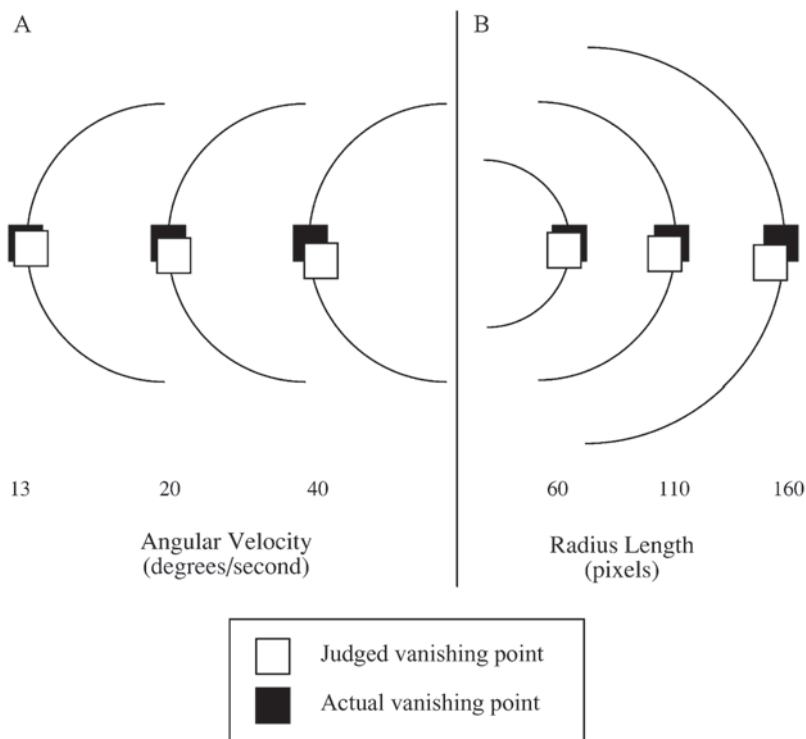 A
B
13 20 40
60 110 160
Angular Velocity
(degrees/second)
Radius Length
(pixels)
Judged vanishing point
Actual vanishing point